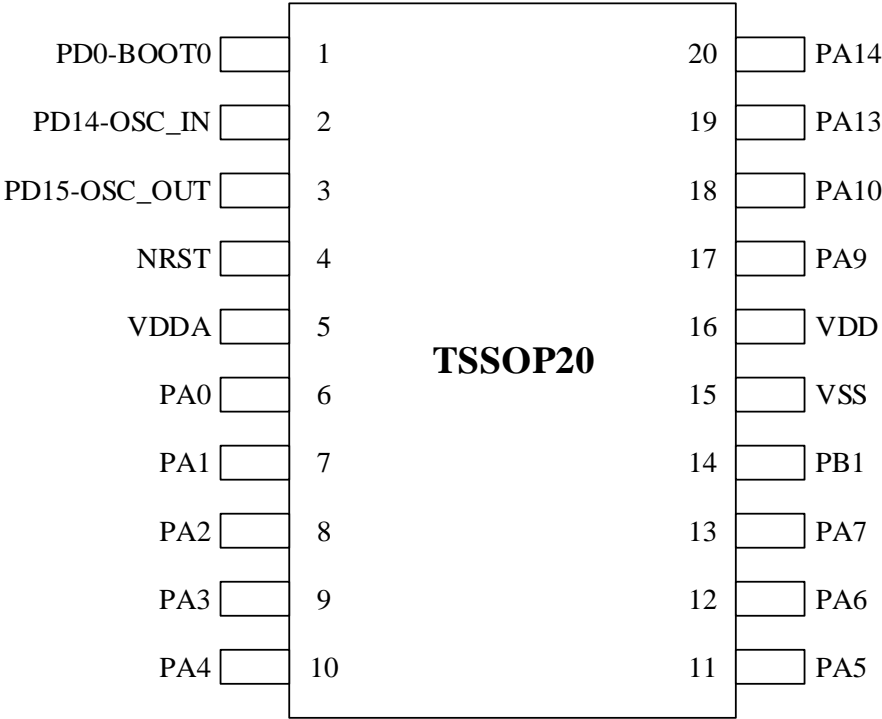 PD0-BOOT0 1 20 PA14
PD14-OSC_IN 2 19 PA13
PD15-OSC_OUT 3 18 PA10
NRST 4 17 PA9
VDDA 5 16 VDD
TSSOP20
PA0 6 15 VSS
PA1 7 14 PB1
PA2 8 13 PA7
PA3 9 12 PA6
PA4 10 11 PA5